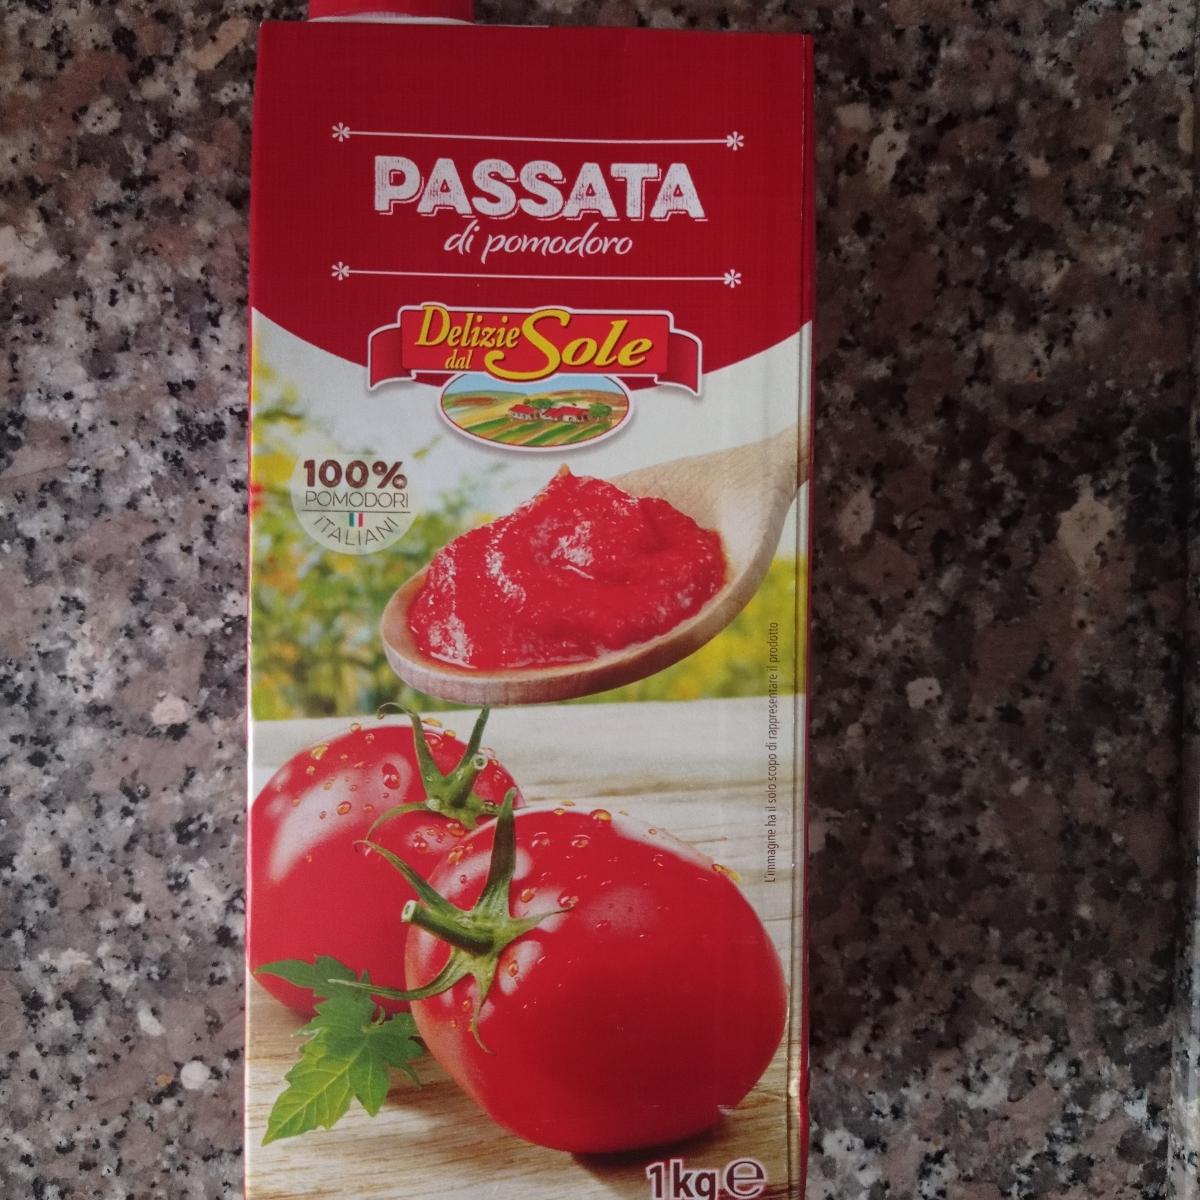 PASSATA
di pomodoro
Delizie
dal Sole
100%
POMODORI
ITALIANI
L'immagine ha il solo scopo di rappresentare il prodotto
1kg e